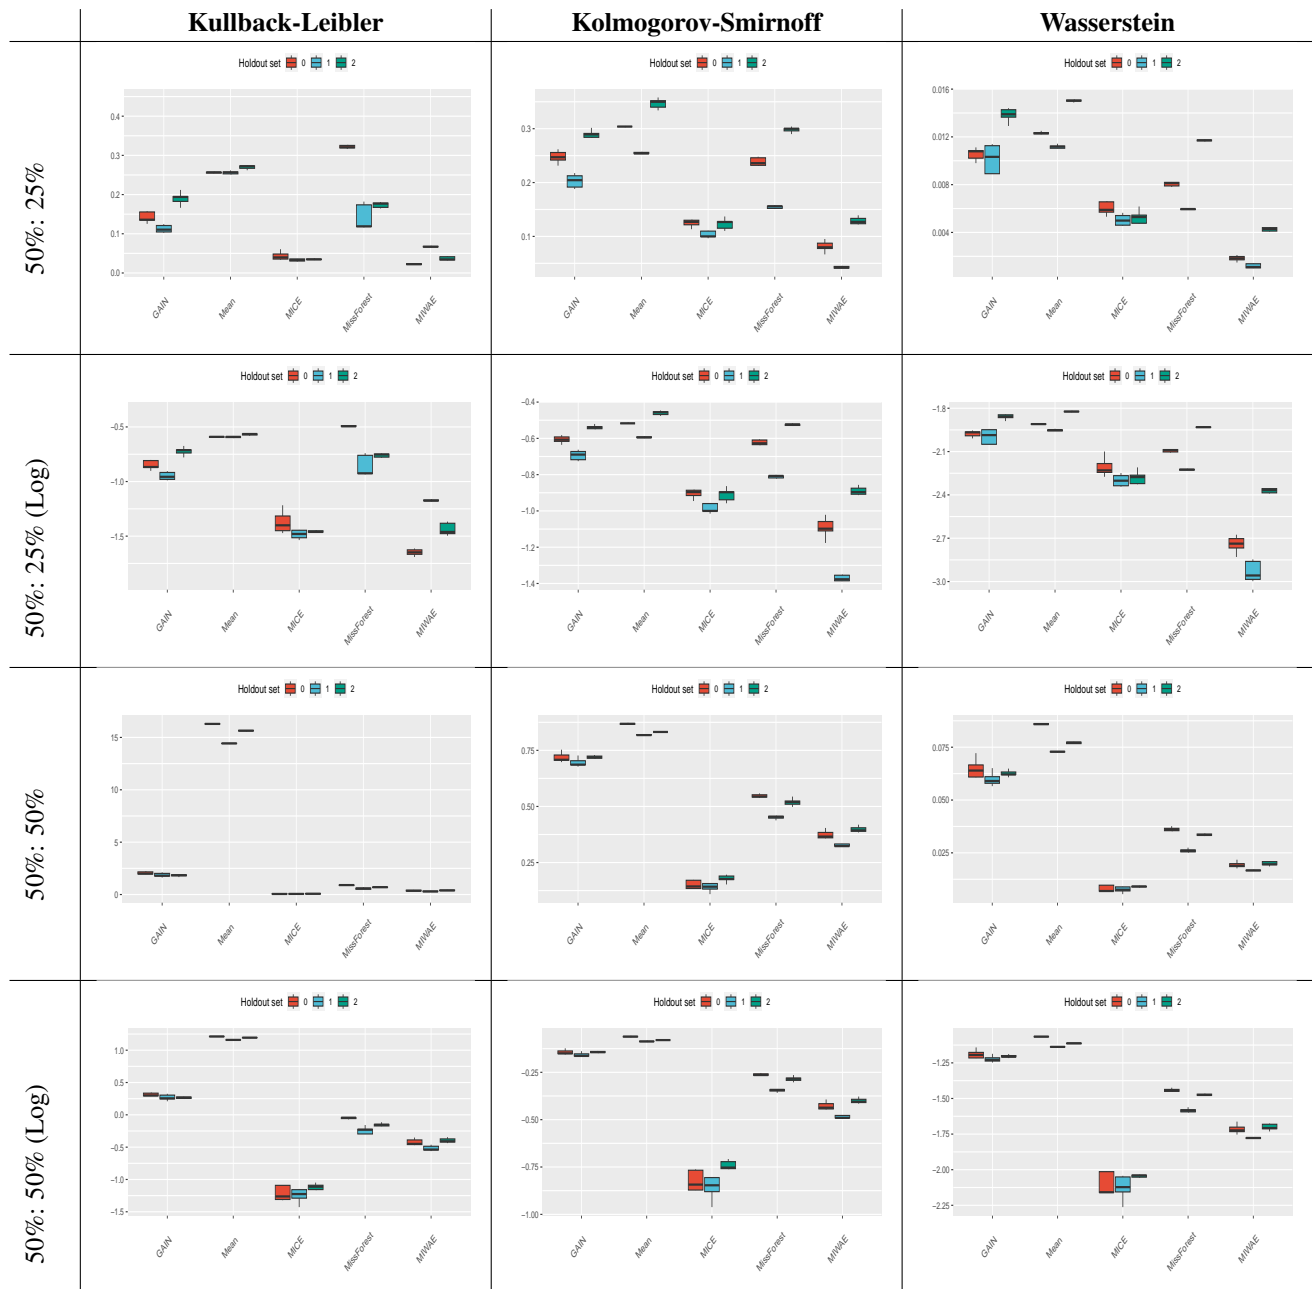 Kullback-Leibler Kolmogorov-Smirnoff Wasserstein
50%: 25%
Holdout set 0 1 2
0.4
0.3
0.2
0.1
0.0
GAIN Mean MICE MissForest MIWAE
Holdout set 0 1 2
0.3
0.2
0.1
GAIN Mean MICE MissForest MIWAE
Holdout set 0 1 2
0.016
0.012
0.008
0.004
GAIN Mean MICE MissForest MIWAE
50%: 25% (Log)
Holdout set 0 1 2
−0.5
−1.0
−1.5
GAIN Mean MICE MissForest MIWAE
Holdout set 0 1 2
−0.4
−0.6
−0.8
−1.0
−1.2
−1.4
GAIN Mean MICE MissForest MIWAE
Holdout set 0 1 2
−1.8
−2.1
−2.4
−2.7
−3.0
GAIN Mean MICE MissForest MIWAE
50%: 50%
Holdout set 0 1 2
15
10
5
0
GAIN Mean MICE MissForest MIWAE
Holdout set 0 1 2
0.75
0.50
0.25
GAIN Mean MICE MissForest MIWAE
Holdout set 0 1 2
0.075
0.050
0.025
GAIN Mean MICE MissForest MIWAE
50%: 50% (Log)
Holdout set 0 1 2
1.0
0.5
0.0
−0.5
−1.0
−1.5
GAIN Mean MICE MissForest MIWAE
Holdout set 0 1 2
−0.25
−0.50
−0.75
−1.00
GAIN Mean MICE MissForest MIWAE
Holdout set 0 1 2
−1.25
−1.50
−1.75
−2.00
−2.25
GAIN Mean MICE MissForest MIWAE